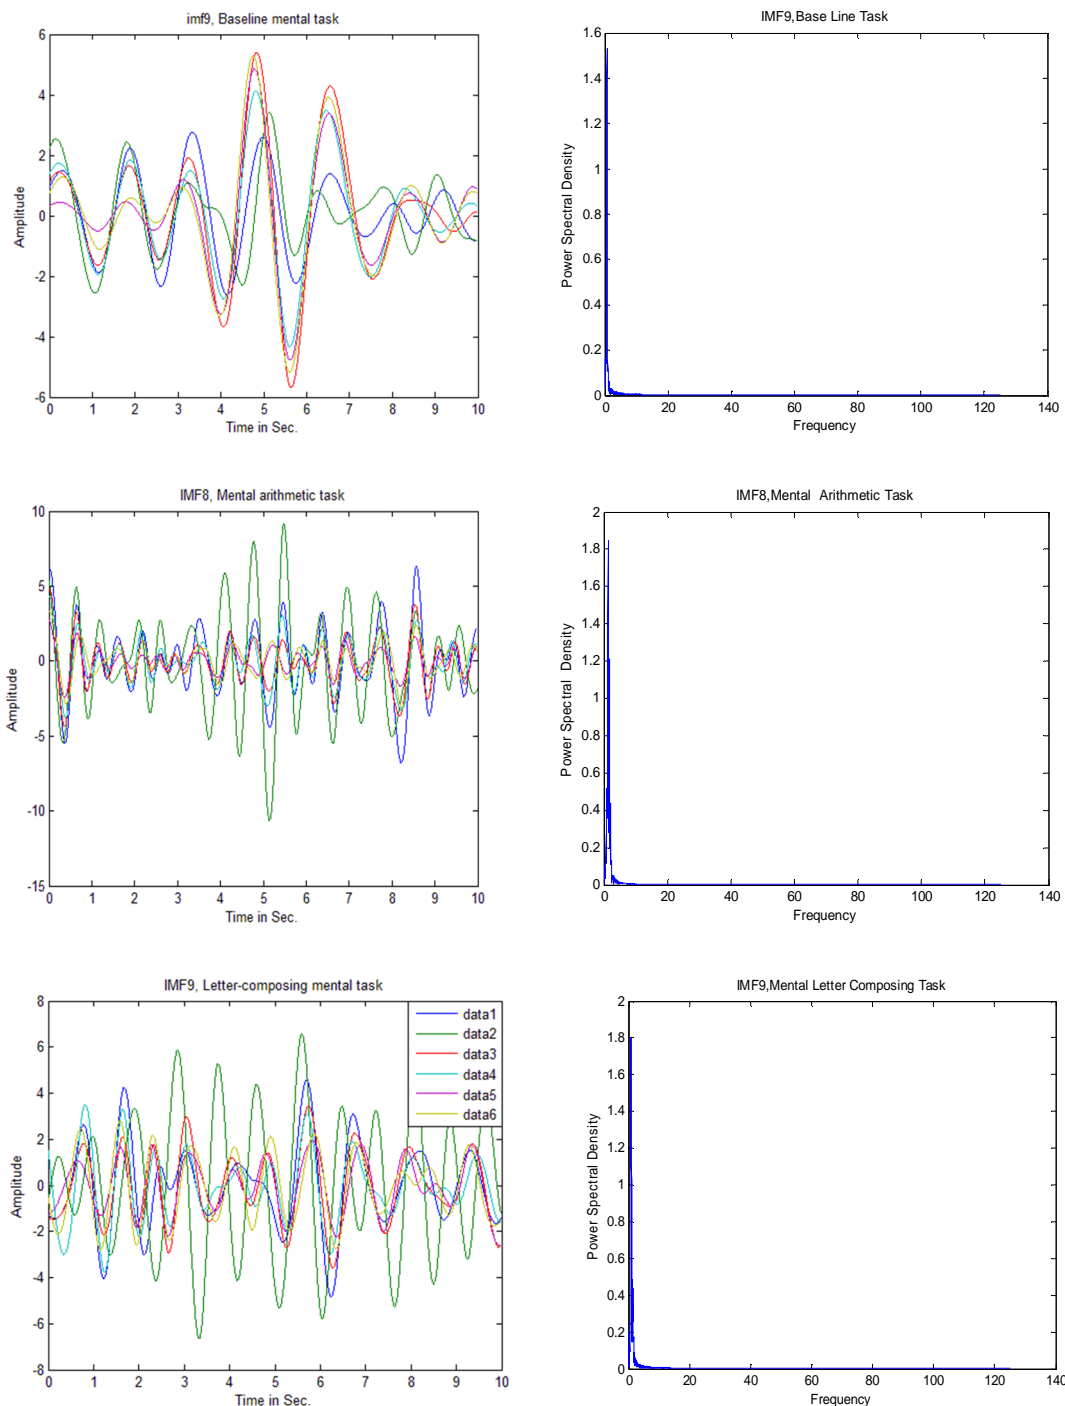 imf9, Baseline mental task
6
4
2
0
-2
-4
-6
Amplitude
0 1 2 3 4 5 6 7 8 9 10
Time in Sec.
IMF9,Base Line Task
1.6
1.4
1.2
1
0.8
0.6
0.4
0.2
0
Power Spectral Density
0 20 40 60 80 100 120 140
Frequency
IMF8, Mental arithmetic task
10
5
0
-5
-10
-15
Amplitude
0 1 2 3 4 5 6 7 8 9 10
Time in Sec.
IMF8,Mental Arithmetic Task
2
1.8
1.6
1.4
1.2
1
0.8
0.6
0.4
0.2
0
Power Spectral Density
0 20 40 60 80 100 120 140
Frequency
IMF9, Letter-composing mental task
8
6
4
2
0
-2
-4
-6
-8
Amplitude
data1
data2
data3
data4
data5
data6
0 1 2 3 4 5 6 7 8 9 10
Time in Sec.
IMF9,Mental Letter Composing Task
2
1.8
1.6
1.4
1.2
1
0.8
0.6
0.4
0.2
0
Power Spectral Density
0 20 40 60 80 100 120 140
Frequency